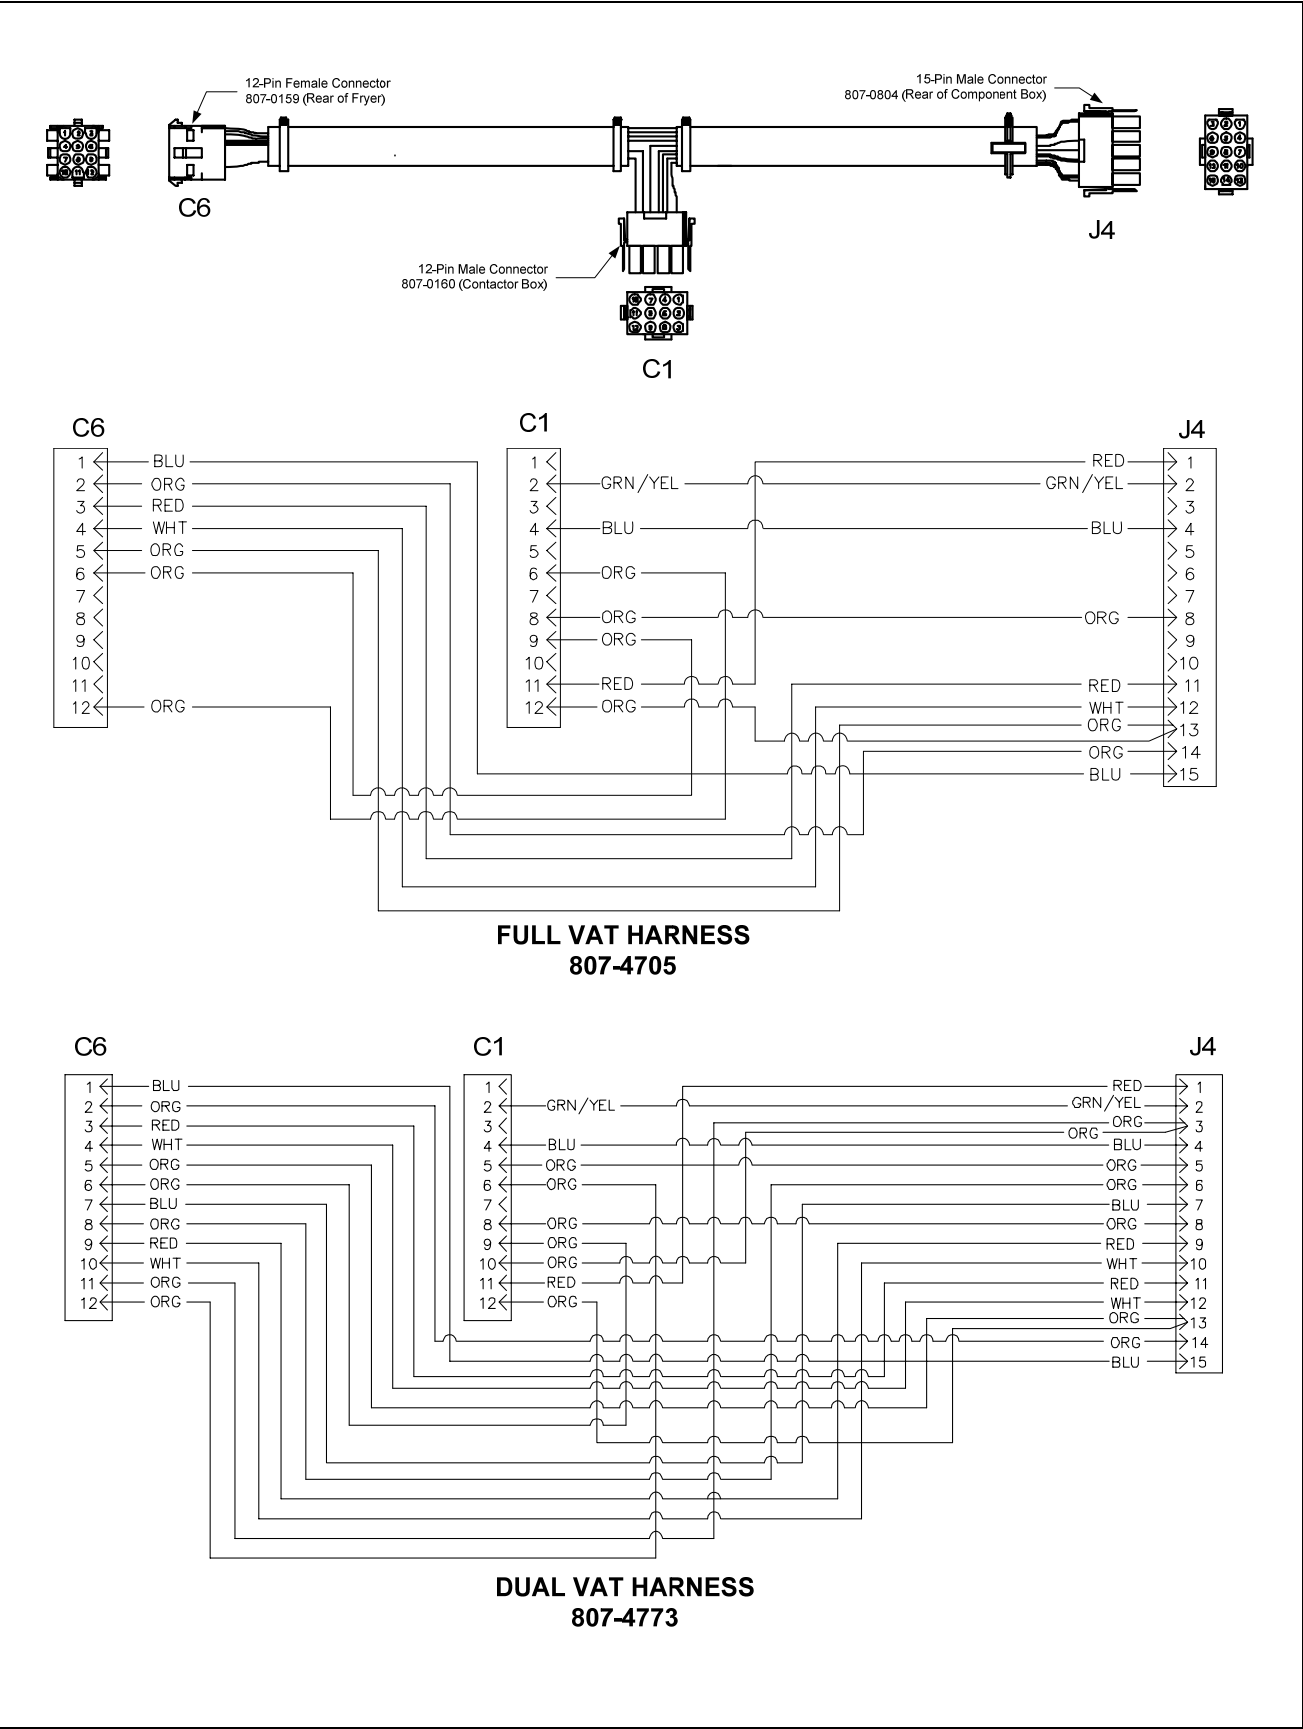 12-Pin Female Connector
807-0159 (Rear of Fryer)
15-Pin Male Connector
807-0804 (Rear of Component Box)
C6
J4
12-Pin Male Connector
807-0160 (Contactor Box)
C1
C6
C1
J4
1 BLU
2 ORG
3 RED
4 WHT
5 ORG
6 ORG
7
8
9
10
11
12 ORG
1
2 GRN/YEL
3
4 BLU
5
6 ORG
7
8 ORG
9 ORG
10
11 RED
12 ORG
RED 1
GRN/YEL 2
3
BLU 4
5
6
7
ORG 8
9
10
RED 11
WHT 12
ORG 13
ORG 14
BLU 15
FULL VAT HARNESS
807-4705
C6
C1
J4
1 BLU
2 ORG
3 RED
4 WHT
5 ORG
6 ORG
7 BLU
8 ORG
9 RED
10 WHT
11 ORG
12 ORG
1
2 GRN/YEL
3
4 BLU
5 ORG
6 ORG
7
8 ORG
9 ORG
10 ORG
11 RED
12 ORG
RED 1
GRN/YEL 2
ORG 3
ORG
BLU 4
ORG 5
ORG 6
BLU 7
ORG 8
RED 9
WHT 10
RED 11
WHT 12
ORG 13
ORG 14
BLU 15
DUAL VAT HARNESS
807-4773